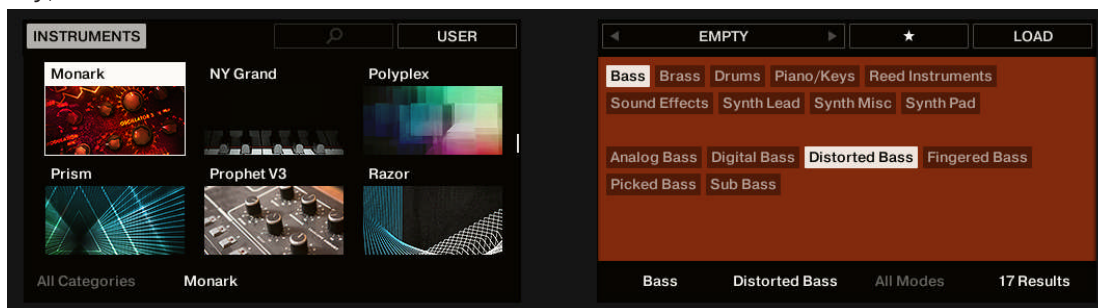 INSTRUMENTS USER
Monark NY Grand Polyplex
Prism Prophet V3 Razor
All Categories Monark
EMPTY ★ LOAD
Bass Brass Drums Piano/Keys Reed Instruments
Sound Effects Synth Lead Synth Misc Synth Pad
Analog Bass Digital Bass Distorted Bass Fingered Bass
Picked Bass Sub Bass
Bass Distorted Bass All Modes 17 Results